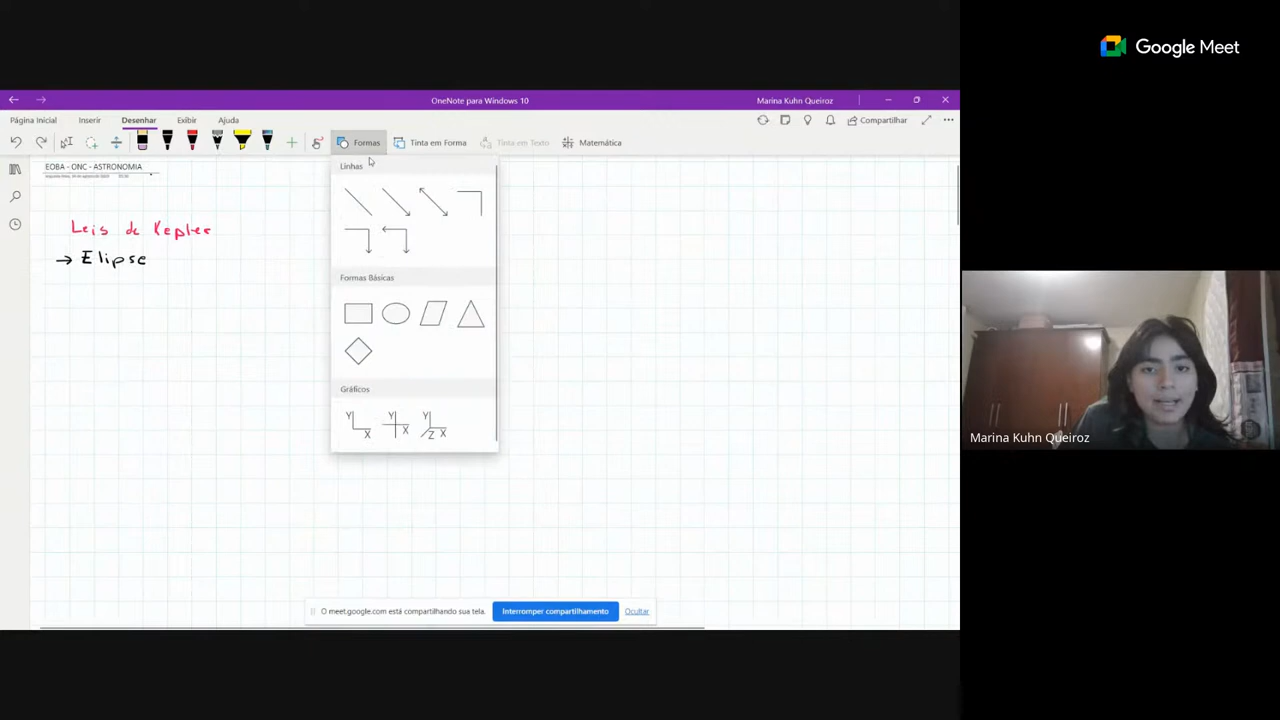 Google Meet
OneNote para Windows 10
Marina Kuhn Queiroz
Página Inicial
Inserir
Desenhar
Exibir
Ajuda
Compartilhar
Formas
Tinta em Forma
Tinta em Texto
Matemática
EOBA - ONC - ASTRONOMIA
Linhas
Leis de Kepler
→ Elipse
Formas Básicas
Gráficos
Y X
Y X
Y Z X
Marina Kuhn Queiroz
O meet.google.com está compartilhando sua tela.
Interromper compartilhamento
Ocultar